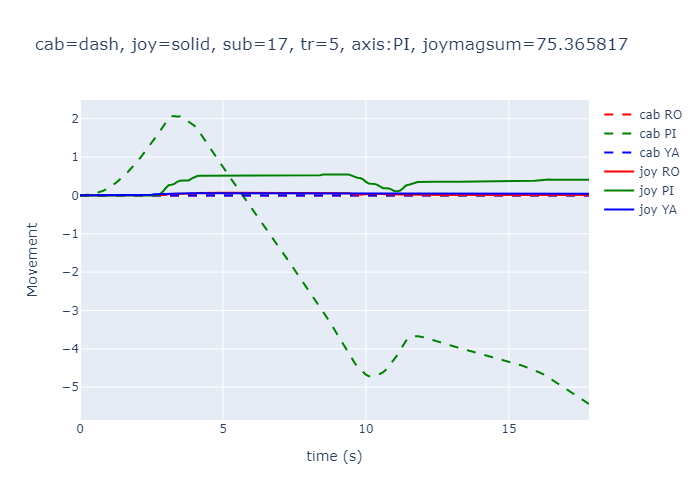 cab=dash, joy=solid, sub=17, tr=5, axis:PI, joymagsum=75.365817
2
1
0
−1
−2
−3
−4
−5
Movement
0
5
10
15
time (s)
cab RO
cab PI
cab YA
joy RO
joy PI
joy YA